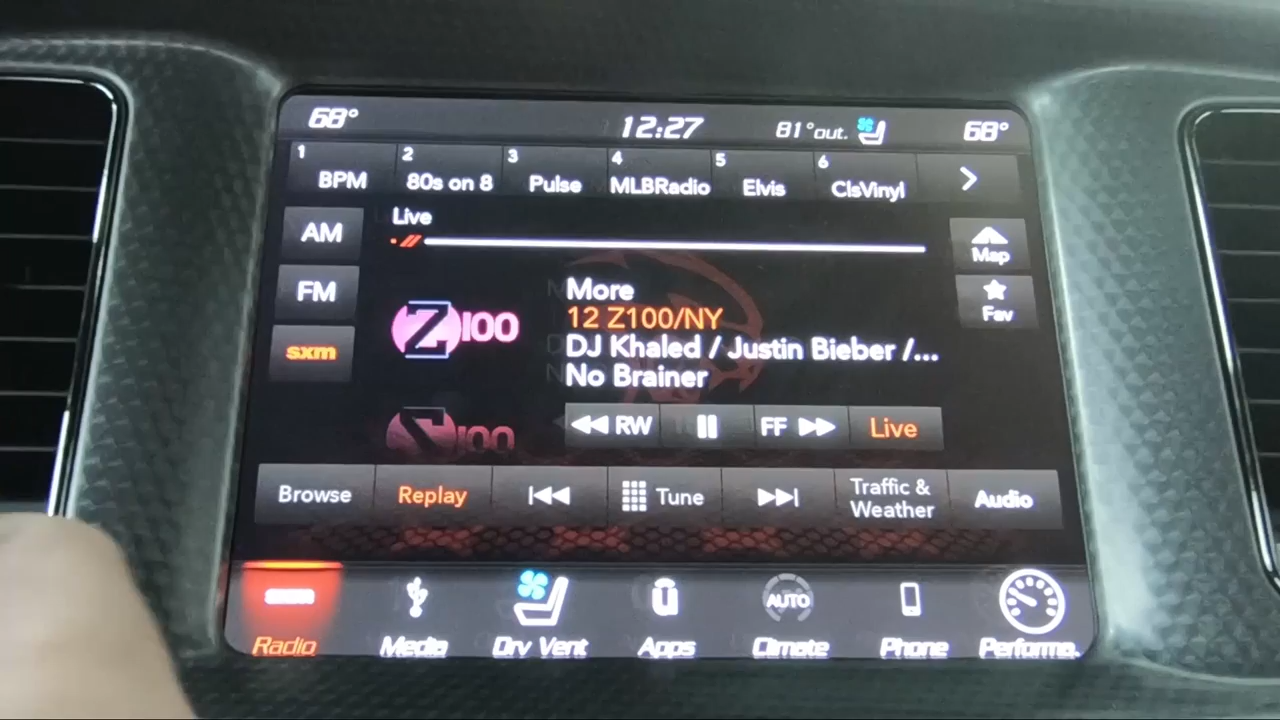 68°
12:27
81°out.
68°
1
BPM
2
80s on 8
3
Pulse
4
MLBRadio
5
Elvis
6
ClsVinyl
AM
Live
Map
FM
Fav
sxm
Z100
More
12 Z100/NY
DJ Khaled / Justin Bieber /...
No Brainer
RW
FF
Live
Browse
Replay
Tune
Traffic &
Weather
Audio
sxm
Radio
Media
Drv Vent
Apps
AUTO
Climate
Phone
Performa.